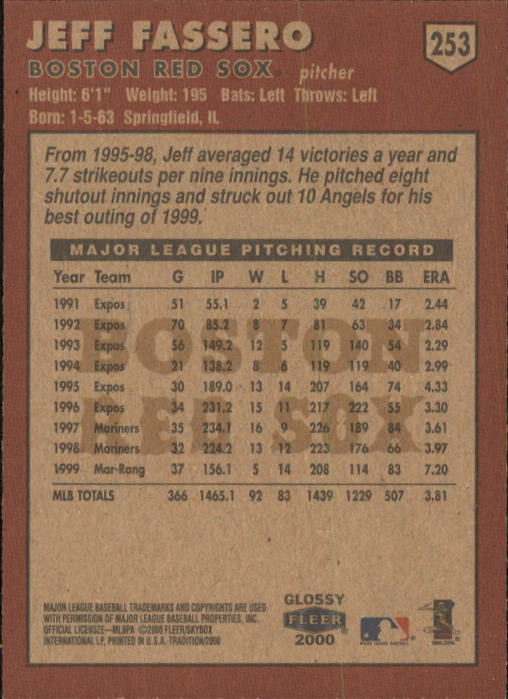 JEFF FASSERO
253
BOSTON RED SOX pitcher
Height: 6'1" Weight: 195 Bats: Left Throws: Left
Born: 1-5-63 Springfield, IL
From 1995-98, Jeff averaged 14 victories a year and
7.7 strikeouts per nine innings. He pitched eight
shutout innings and struck out 10 Angels for his
best outing of 1999.
MAJOR LEAGUE PITCHING RECORD
Year Team G IP W L H SO BB ERA
1991 Expos 51 55.1 2 5 39 42 17 2.44
1992 Expos 70 85.2 8 7 81 63 34 2.84
1993 Expos 56 149.2 12 5 119 140 54 2.29
1994 Expos 21 138.2 8 6 119 119 40 2.99
1995 Expos 30 189.0 13 14 207 164 74 4.33
1996 Expos 34 231.2 15 11 217 222 55 3.30
1997 Mariners 35 234.1 16 9 226 189 84 3.61
1998 Mariners 32 224.2 13 12 223 176 66 3.97
1999 Mar-Rang 37 156.1 5 14 208 114 83 7.20
MLB TOTALS 366 1465.1 92 83 1439 1229 507 3.81
BOSTON
RED SOX
MAJOR LEAGUE BASEBALL TRADEMARKS AND COPYRIGHTS ARE USED
WITH PERMISSION OF MAJOR LEAGUE BASEBALL PROPERTIES, INC.
OFFICIAL LICENSEE—MLBPA ©2000 FLEER/SKYBOX
INTERNATIONAL LP, PRINTED IN U.S.A. TRADITION/2000
GLOSSY
FLEER
2000